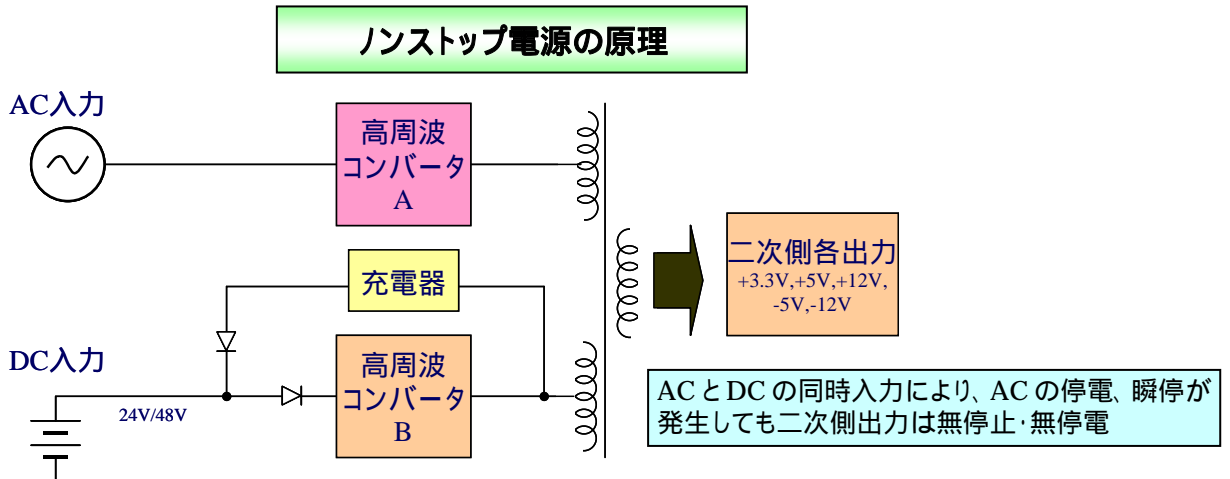 ノンストップ電源の原理
AC入力
高周波
コンバータ
A
充電器
二次側各出力
+3.3V,+5V,+12V,
-5V,-12V
DC入力
24V/48V
高周波
コンバータ
B
ACとDCの同時入力により、ACの停電、瞬停が
発生しても二次側出力は無停止・無停電